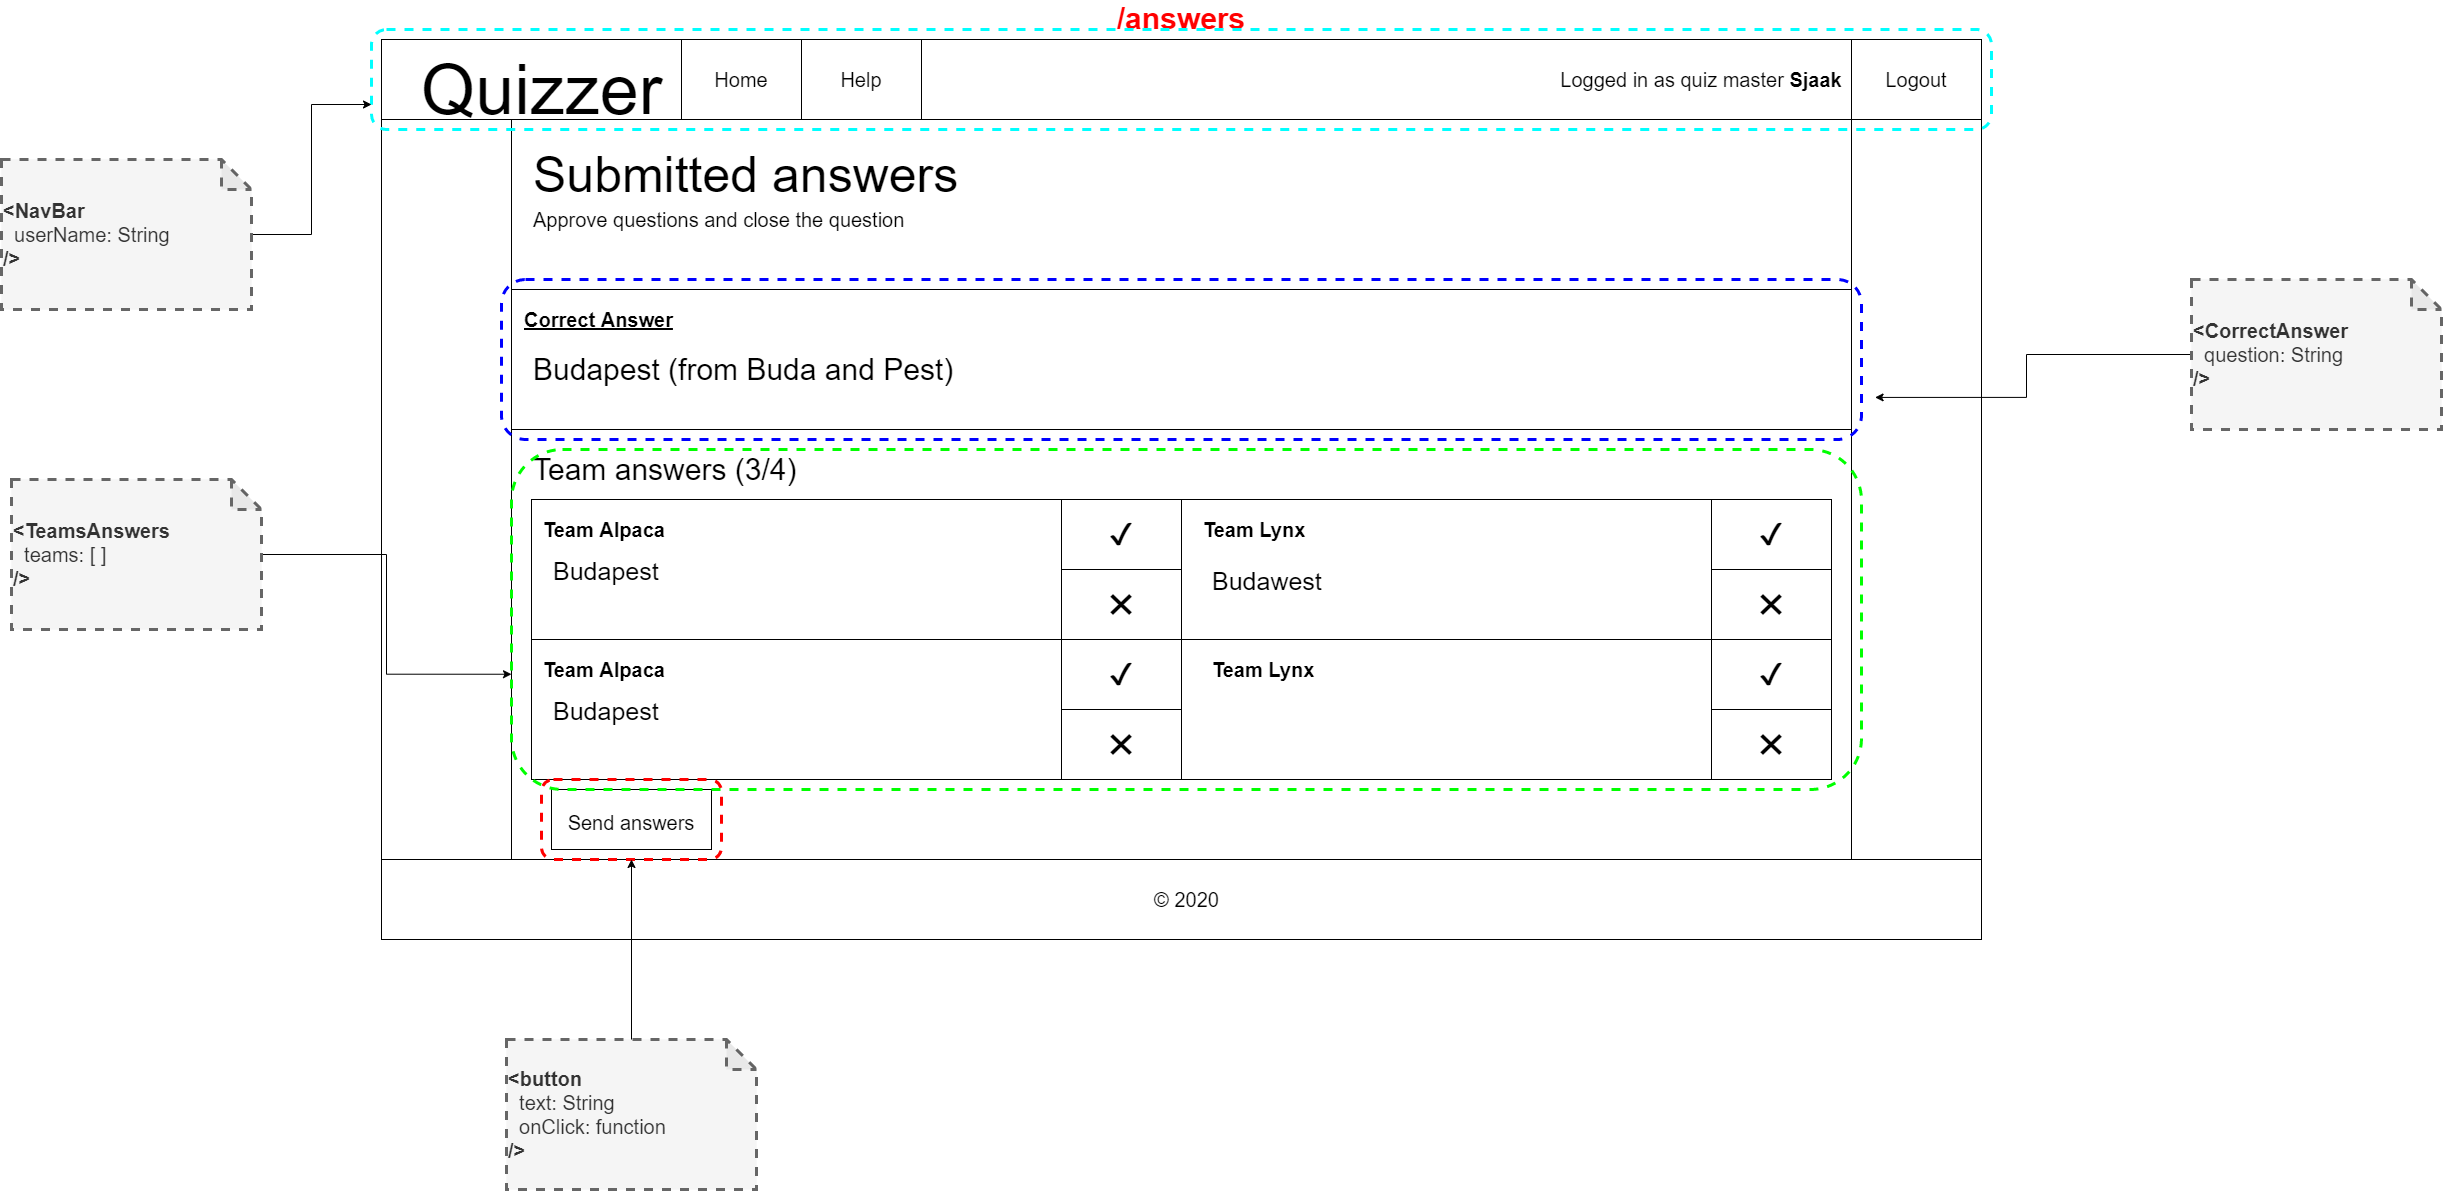 /answers
Quizzer
Home
Help
Logged in as quiz master Sjaak
Logout
<NavBar
userName: String
/>
Submitted answers
Approve questions and close the question
Correct Answer
Budapest (from Buda and Pest)
<CorrectAnswer
question: String
/>
Team answers (3/4)
<TeamsAnswers
teams: [ ]
/>
Team Alpaca
Budapest
✓
✕
Team Lynx
Budawest
✓
✕
Team Alpaca
Budapest
✓
✕
Team Lynx
✓
✕
Send answers
© 2020
<button
text: String
onClick: function
/>